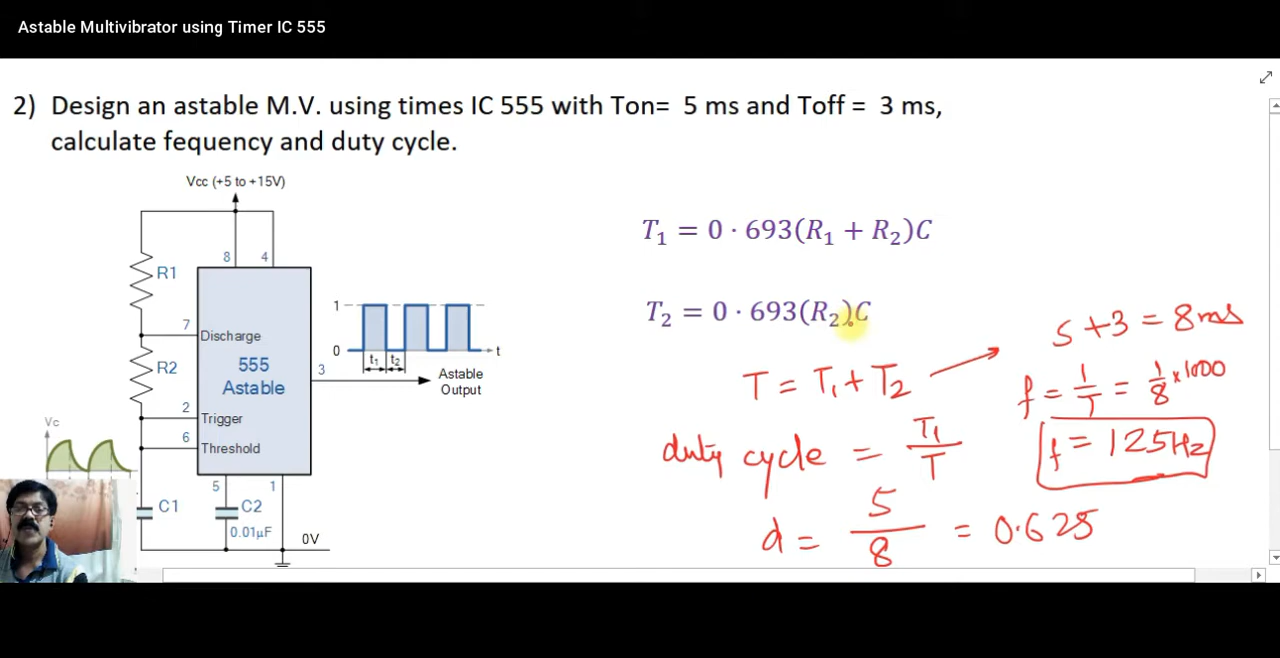 Astable Multivibrator using Timer IC 555
2) Design an astable M.V. using times IC 555 with Ton= 5 ms and Toff = 3 ms,
calculate fequency and duty cycle.
Vcc (+5 to +15V)
8 4
R1
7
Discharge
R2
555
Astable
2
Trigger
6
Threshold
Vc
5 1
C1
C2
0.01µF
0V
3
1
0
t₁ t₂
t
Astable
Output
T₁ = 0 · 693(R₁ + R₂)C
T₂ = 0 · 693(R₂)C
T = T₁ + T₂
5 + 3 = 8ms
f = 1/T = 1/8 × 1000
f = 125Hz
duty cycle = T₁/T
d = 5/8 = 0.625